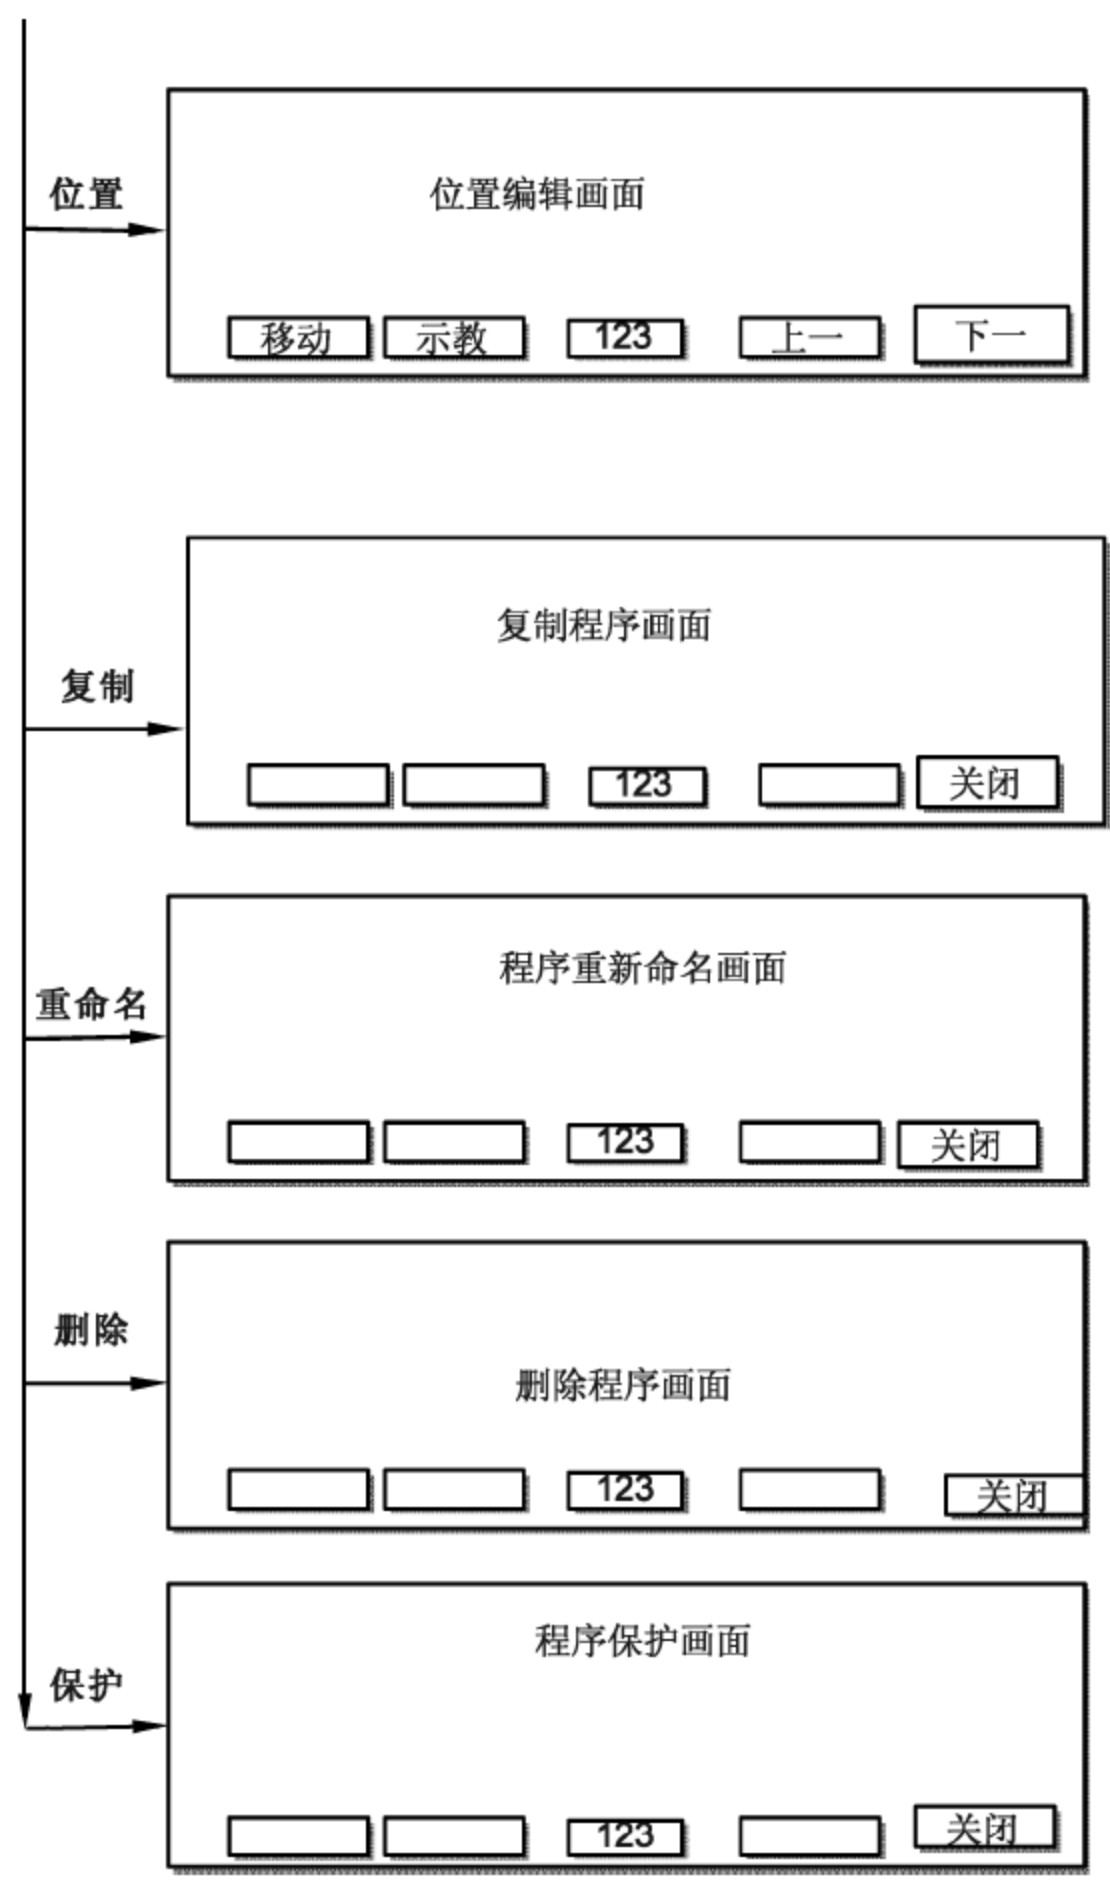 位置
位置编辑画面
移动 示教 123 上一 下一
复制程序画面
复制
123 关闭
程序重新命名画面
重命名
123 关闭
删除
删除程序画面
123 关闭
程序保护画面
保护
123 关闭